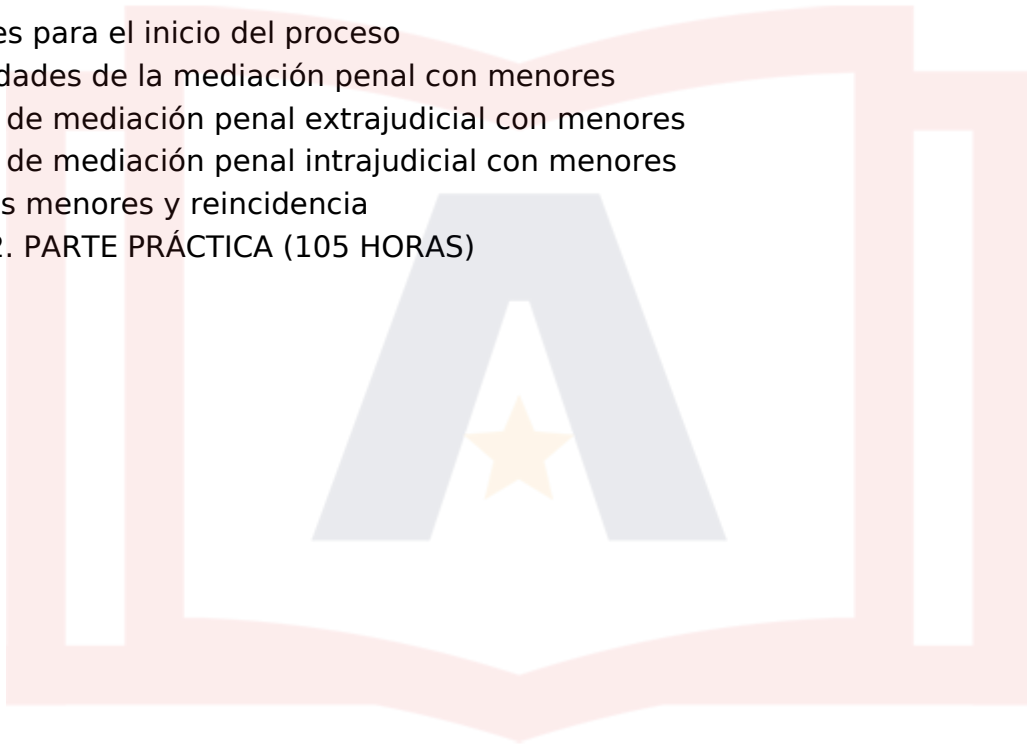 es para el inicio del proceso
dades de la mediación penal con menores
de mediación penal extrajudicial con menores
de mediación penal intrajudicial con menores
s menores y reincidencia
. PARTE PRÁCTICA (105 HORAS)